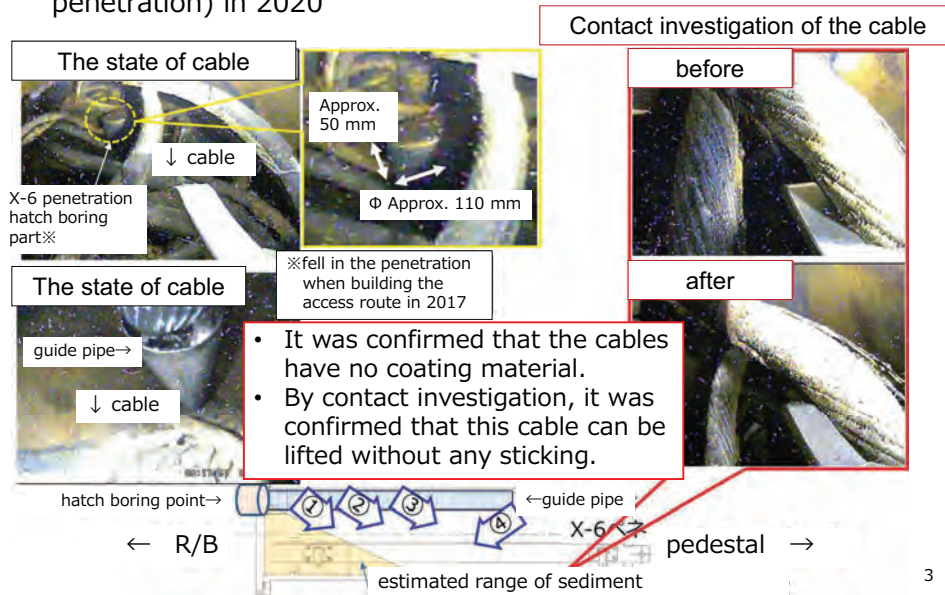 penetration) in 2020
Contact investigation of the cable
The state of cable
before
Approx.
50 mm
↓ cable
Φ Approx. 110 mm
X-6 penetration
hatch boring
part※
※fell in the penetration
when building the
access route in 2017
The state of cable
after
guide pipe→
↓ cable
• It was confirmed that the cables
have no coating material.
• By contact investigation, it was
confirmed that this cable can be
lifted without any sticking.
hatch boring point→
① ② ③ ④
←guide pipe
X-6ペネ
← R/B
pedestal →
estimated range of sediment
3